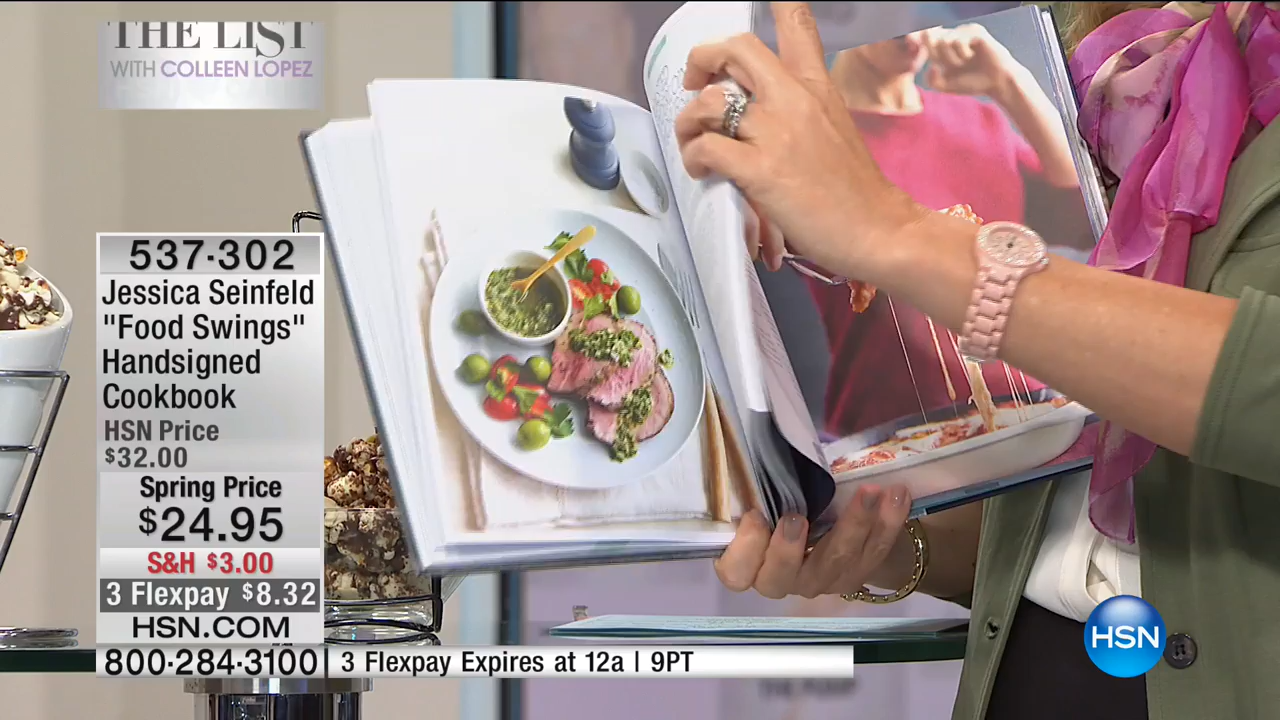 THE LIST
WITH COLLEEN LOPEZ
537·302
Jessica Seinfeld
"Food Swings"
Handsigned
Cookbook
HSN Price
$32.00
Spring Price
$24.95
S&H $3.00
3 Flexpay $8.32
HSN.COM
800·284·3100
3 Flexpay Expires at 12a | 9PT
HSN